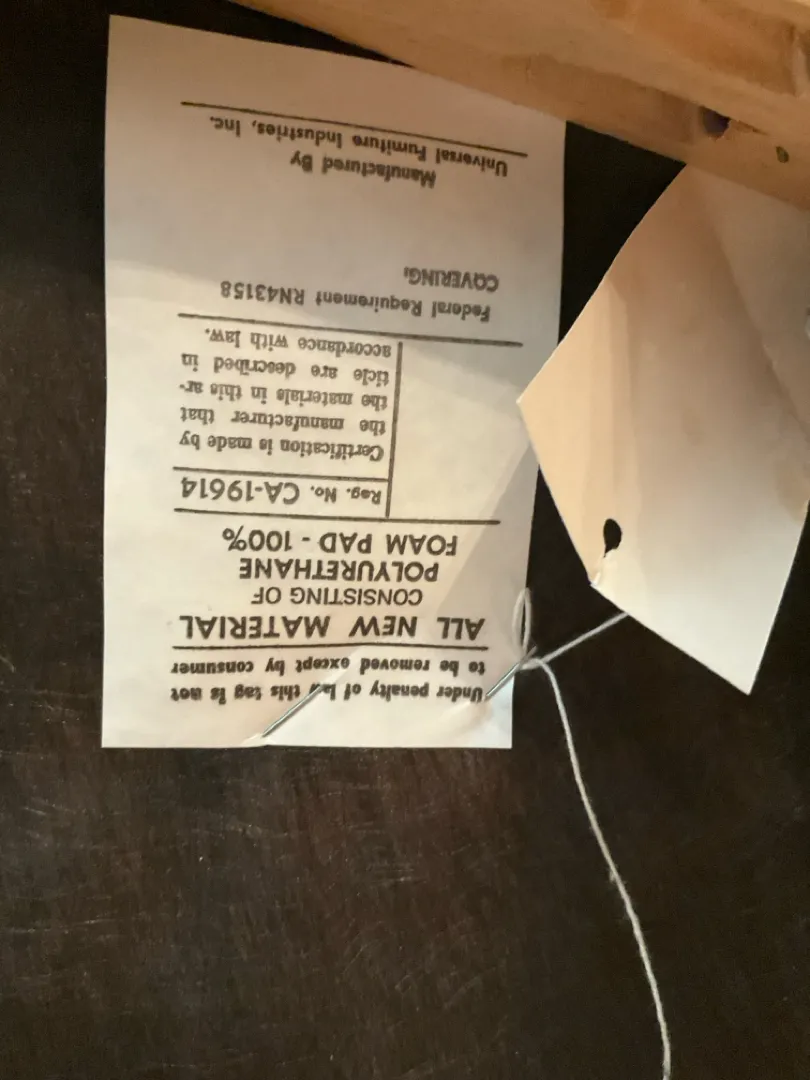 Under penalty of law this tag is not
to be removed except by consumer
ALL NEW MATERIAL
CONSISTING OF
POLYURETHANE
FOAM PAD - 100%
Reg. No. CA-19614
Certification is made by
the manufacturer that
the materials in this ar-
ticle are described in
accordance with law.
Federal Requirement RN43158
COVERING:
Manufactured By
Universal Furniture Industries, Inc.